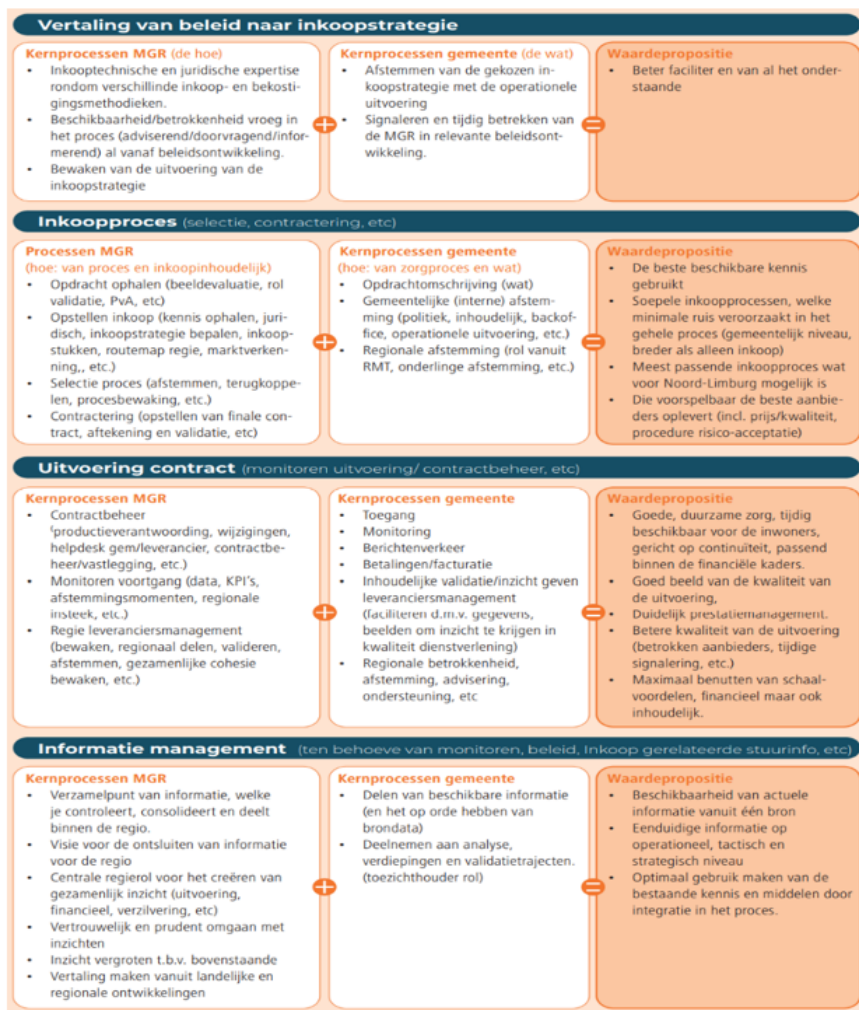 Vertaling van beleid naar inkoopstrategie
Kernprocessen MGR (de hoe)
• Inkooptechnische en juridische expertise
rondom verschillinde inkoop- en bekosti-
gingsmethodieken.
• Beschikbaarheid/betrokkenheid vroeg in
het proces (adviserend/doorvragend/infor-
merend) al vanaf beleidsontwikkeling.
• Bewaken van de uitvoering van de
inkoopstrategie
+
Kernprocessen gemeente (de wat)
• Afstemmen van de gekozen in-
koopstrategie met de operationele
uitvoering
• Signaleren en tijdig betrekken van
de MGR in relevante beleidsont-
wikkeling.
=
Waardepropositie
• Beter faciliter en van al het onder-
staande
Inkoopproces (selectie, contractering, etc)
Processen MGR
(hoe: van proces en inkoopinhoudelijk)
• Opdracht ophalen (beeldevaluatie, rol
validatie, PvA, etc)
• Opstellen inkoop (kennis ophalen, juri-
disch, inkoopstrategie bepalen, inkoop-
stukken, routemap regie, marktverken-
ning,, etc.)
• Selectie proces (afstemmen, terugkoppe-
len, procesbewaking, etc.)
• Contractering (opstellen van finale con-
tract, aftekening en validatie, etc)
+
Kernprocessen gemeente
(hoe: van zorgproces en wat)
• Opdrachtomschrijving (wat)
• Gemeentelijke (interne) afstem-
ming (politiek, inhoudelijk, backof-
fice, operationele uitvoering, etc.)
• Regionale afstemming (rol vanuit
RMT, onderlinge afstemming, etc.)
=
Waardepropositie
• De beste beschikbare kennis
gebruikt
• Soepele inkoopprocessen, welke
minimale ruis veroorzaakt in het
gehele proces (gemeentelijk niveau,
breder als alleen inkoop)
• Meest passende inkoopproces wat
voor Noord-Limburg mogelijk is
• Die voorspelbaar de beste aanbie-
ders oplevert (incl. prijs/kwaliteit,
procedure risico-acceptatie)
Uitvoering contract (monitoren uitvoering/ contractbeheer, etc)
Kernprocessen MGR
• Contractbeheer
(productieverantwoording, wijzigingen,
helpdesk gem/leverancier, contractbe-
heer/vastlegging, etc.)
• Monitoren voortgang (data, KPI's,
afstemmingsmomenten, regionale
insteek, etc.)
• Regie leveranciersmanagement
(bewaken, regionaal delen, valideren,
afstemmen, gezamenlijke cohesie
bewaken, etc.)
+
Kernprocessen gemeente
• Toegang
• Monitoring
• Berichtenverkeer
• Betalingen/facturatie
• Inhoudelijke validatie/inzicht geven
leveranciersmanagement
(faciliteren d.m.v. gegevens,
beelden om inzicht te krijgen in
kwaliteit dienstverlening)
• Regionale betrokkenheid,
afstemming, advisering,
ondersteuning, etc
=
Waardepropositie
• Goede, duurzame zorg, tijdig
beschikbaar voor de inwoners,
gericht op continuïteit, passend
binnen de financiële kaders.
• Goed beeld van de kwaliteit van
de uitvoering,
• Duidelijk prestatiemanagement.
• Betere kwaliteit van de uitvoering
(betrokken aanbieders, tijdige
signalering, etc.)
• Maximaal benutten van schaal-
voordelen, financieel maar ook
inhoudelijk.
Informatie management (ten behoeve van monitoren, beleid, Inkoop gerelateerde stuurinfo, etc)
Kernprocessen MGR
• Verzamelpunt van informatie, welke
je controleert, consolideert en deelt
binnen de regio.
• Visie voor de ontsluiten van informatie
voor de regio
• Centrale regierol voor het creëren van
gezamenlijk inzicht (uitvoering,
financieel, verzilvering, etc)
• Vertrouwelijk en prudent omgaan met
inzichten
• Inzicht vergroten t.b.v. bovenstaande
• Vertaling maken vanuit landelijke en
regionale ontwikkelingen
+
Kernprocessen gemeente
• Delen van beschikbare informatie
(en het op orde hebben van
brondata)
• Deelnemen aan analyse,
verdiepingen en validatietrajecten.
(toezichthouder rol)
=
Waardepropositie
• Beschikbaarheid van actuele
informatie vanuit één bron
• Eenduidige informatie op
operationeel, tactisch en
strategisch niveau
• Optimaal gebruik maken van de
bestaande kennis en middelen door
integratie in het proces.